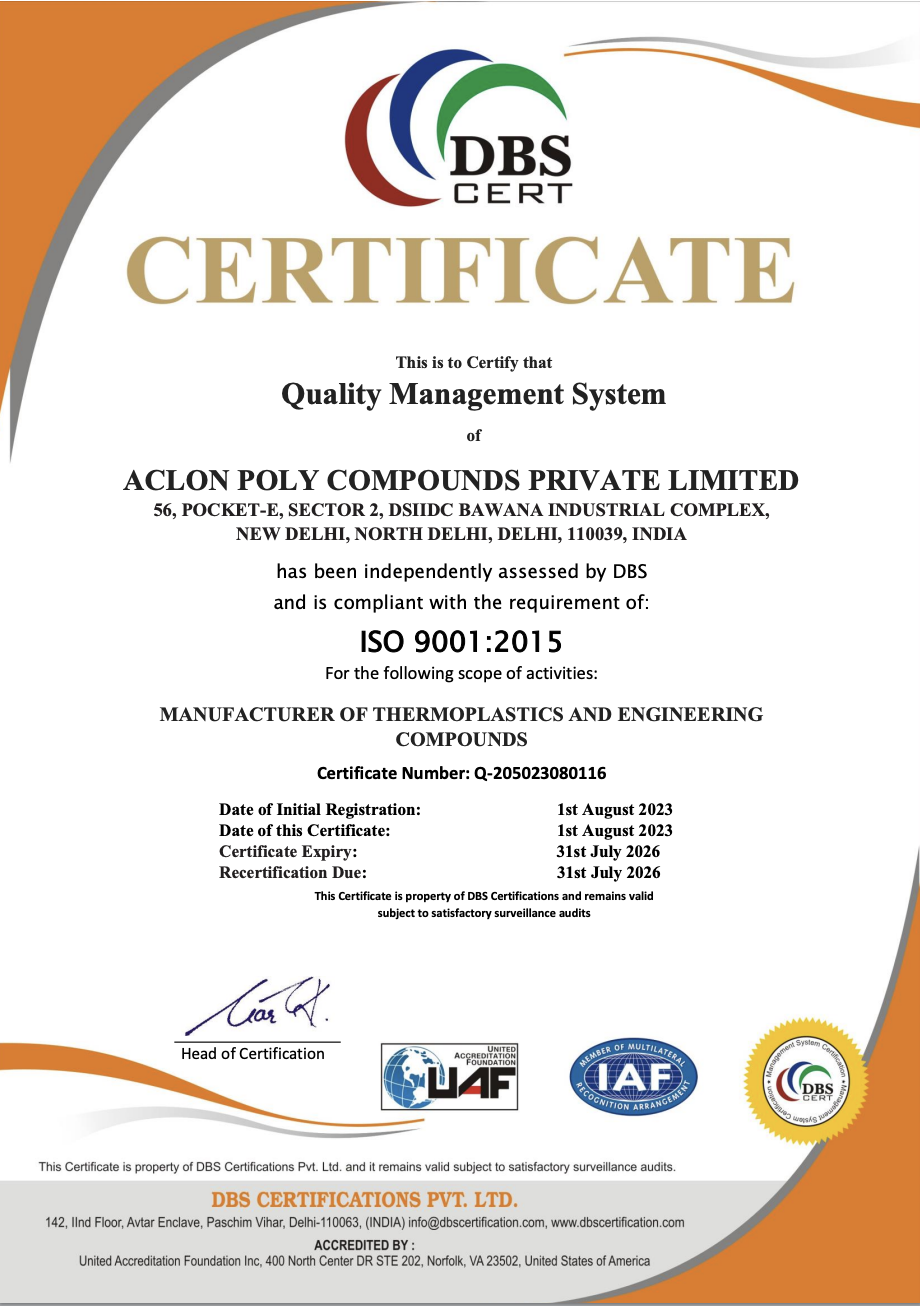 DBS
CERT
CERTIFICATE
This is to Certify that
Quality Management System
of
ACLON POLY COMPOUNDS PRIVATE LIMITED
56, POCKET-E, SECTOR 2, DSIIDC BAWANA INDUSTRIAL COMPLEX,
NEW DELHI, NORTH DELHI, DELHI, 110039, INDIA
has been independently assessed by DBS
and is compliant with the requirement of:
ISO 9001:2015
For the following scope of activities:
MANUFACTURER OF THERMOPLASTICS AND ENGINEERING
COMPOUNDS
Certificate Number: Q-205023080116
Date of Initial Registration: 1st August 2023
Date of this Certificate: 1st August 2023
Certificate Expiry: 31st July 2026
Recertification Due: 31st July 2026
This Certificate is property of DBS Certifications and remains valid
subject to satisfactory surveillance audits
Head of Certification
UNITED
ACCREDITATION
FOUNDATION
UAF
MEMBER OF MULTILATERAL
IAF
RECOGNITION ARRANGEMENT
Management System Certification • Management System Certification •
DBS
CERT
This Certificate is property of DBS Certifications Pvt. Ltd. and it remains valid subject to satisfactory surveillance audits.
DBS CERTIFICATIONS PVT. LTD.
142, IInd Floor, Avtar Enclave, Paschim Vihar, Delhi-110063, (INDIA) info@dbscertification.com, www.dbscertification.com
ACCREDITED BY :
United Accreditation Foundation Inc, 400 North Center DR STE 202, Norfolk, VA 23502, United States of America